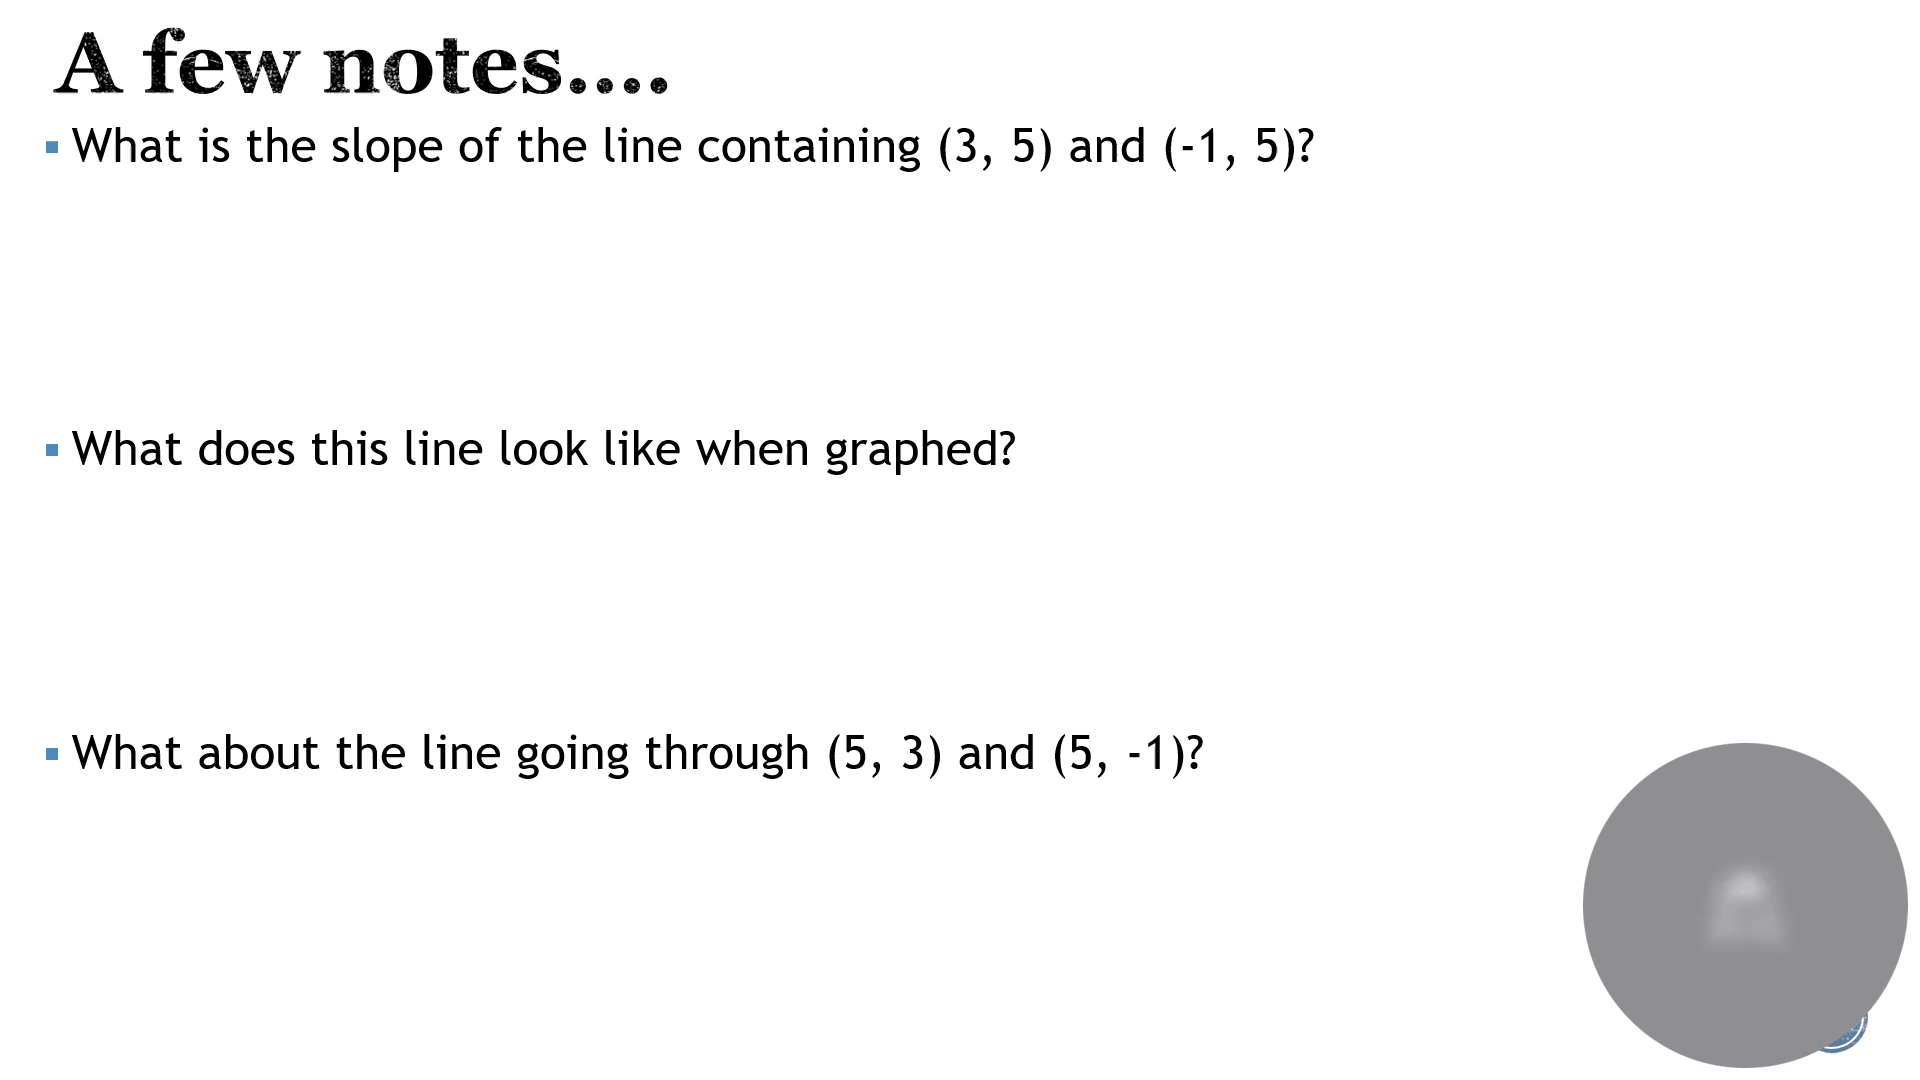 A few notes....
What is the slope of the line containing (3, 5) and (-1, 5)?
What does this line look like when graphed?
What about the line going through (5, 3) and (5, -1)?